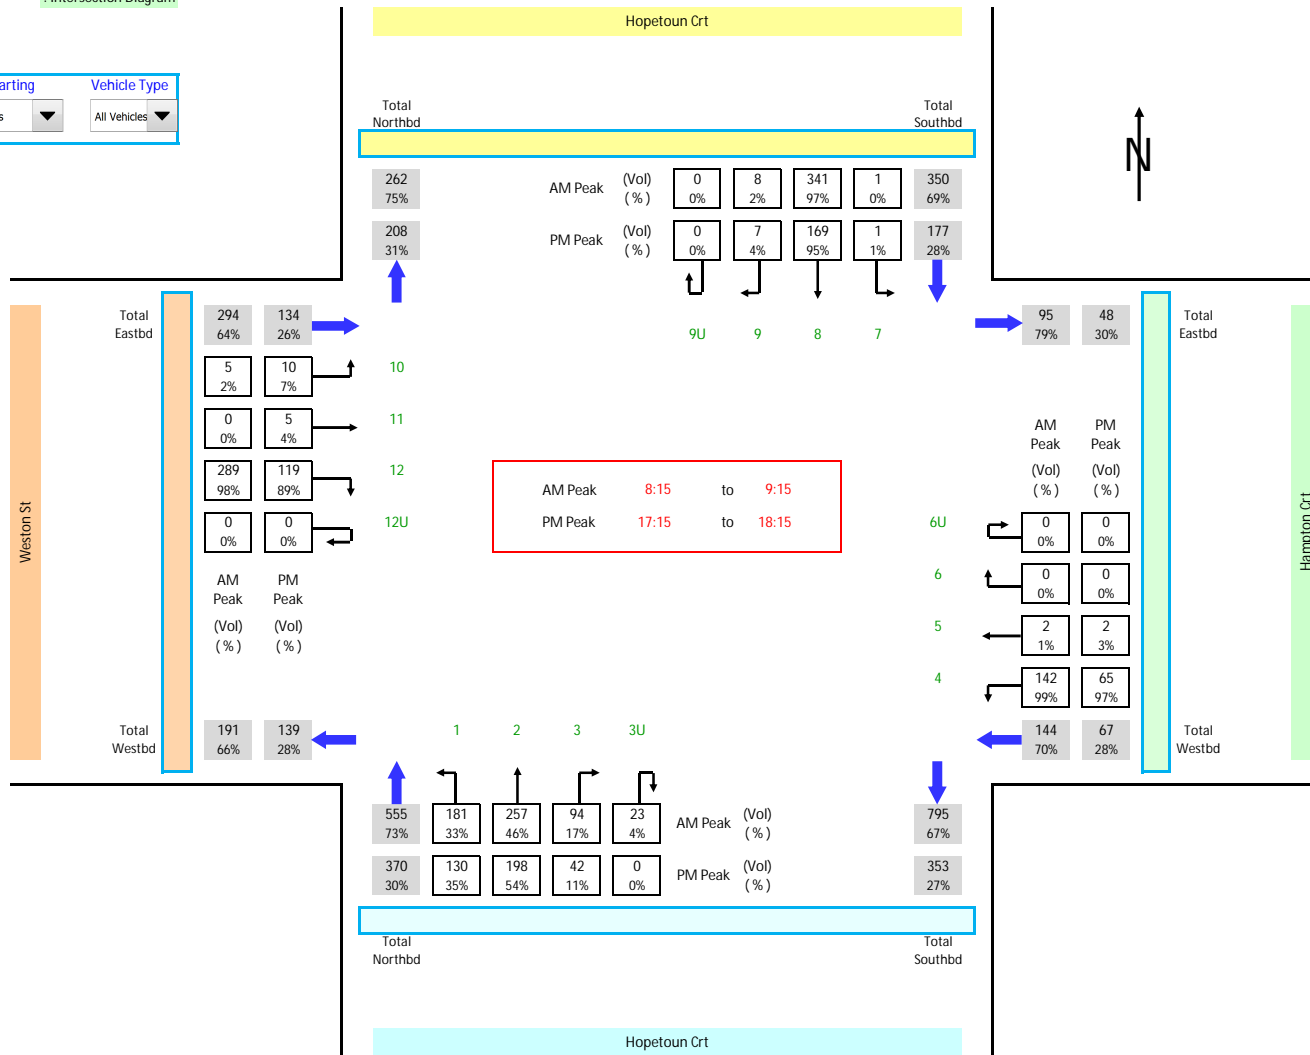 Intersection Diagram
Hopetoun Crt
arting Vehicle Type
s All Vehicles
Total Northbd
Total Southbd
N
262 75%
AM Peak (Vol) (%)
0 0%
8 2%
341 97%
1 0%
350 69%
208 31%
PM Peak (Vol) (%)
0 0%
7 4%
169 95%
1 1%
177 28%
9U 9 8 7
Total Eastbd
294 64%
134 26%
95 79%
48 30%
Total Eastbd
5 2%
10 7%
10
0 0%
5 4%
11
289 98%
119 89%
12
0 0%
0 0%
12U
AM Peak (Vol) (%)
PM Peak (Vol) (%)
Weston St
AM Peak 8:15 to 9:15
PM Peak 17:15 to 18:15
AM Peak (Vol) (%)
PM Peak (Vol) (%)
6U
0 0%
0 0%
6
0 0%
0 0%
5
2 1%
2 3%
4
142 99%
65 97%
Hampton Crt
Total Westbd
191 66%
139 28%
1 2 3 3U
144 70%
67 28%
Total Westbd
555 73%
181 33%
257 46%
94 17%
23 4%
AM Peak (Vol) (%)
795 67%
370 30%
130 35%
198 54%
42 11%
0 0%
PM Peak (Vol) (%)
353 27%
Total Northbd
Total Southbd
Hopetoun Crt